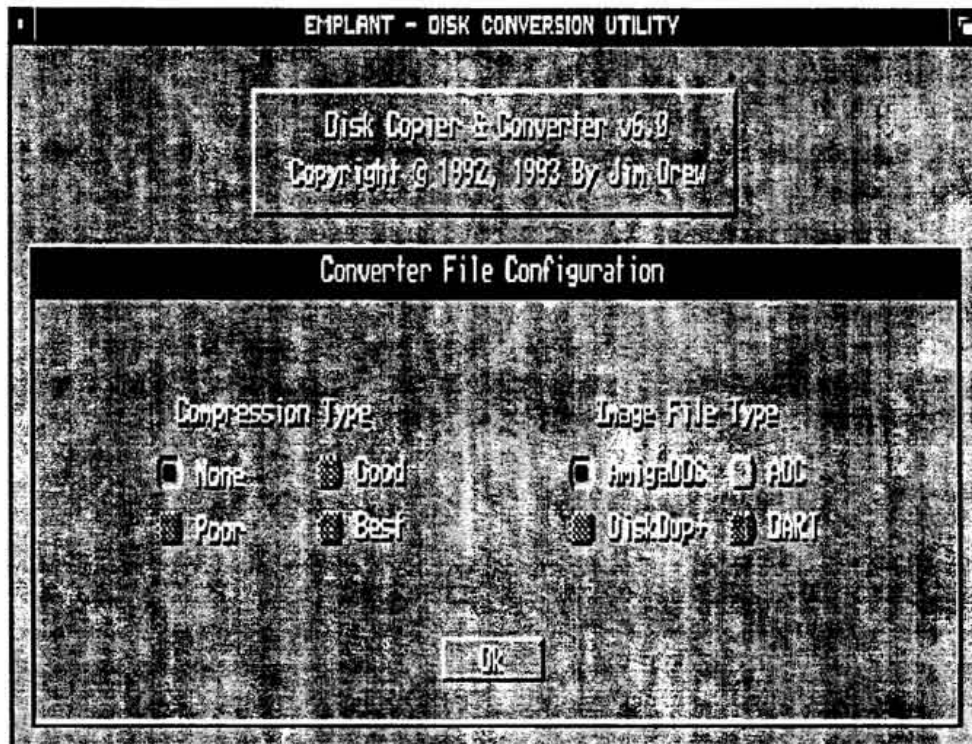 EMPLANT - DISK CONVERSION UTILITY
Disk Copier & Converter v6.0
Copyright © 1992, 1993 By Jim Drew
Converter File Configuration
Compression Type
Image File Type
None Good
AmigaDOS ADC
Poor Best
DiskDup+ DART
Ok